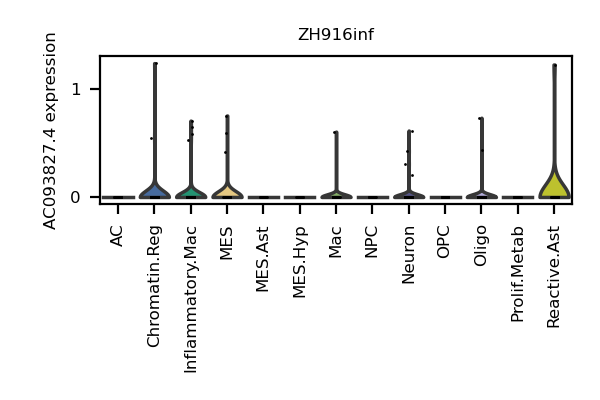 ZH916inf
AC093827.4 expression
1
0
AC
Chromatin.Reg
Inflammatory.Mac
MES
MES.Ast
MES.Hyp
Mac
NPC
Neuron
OPC
Oligo
Prolif.Metab
Reactive.Ast